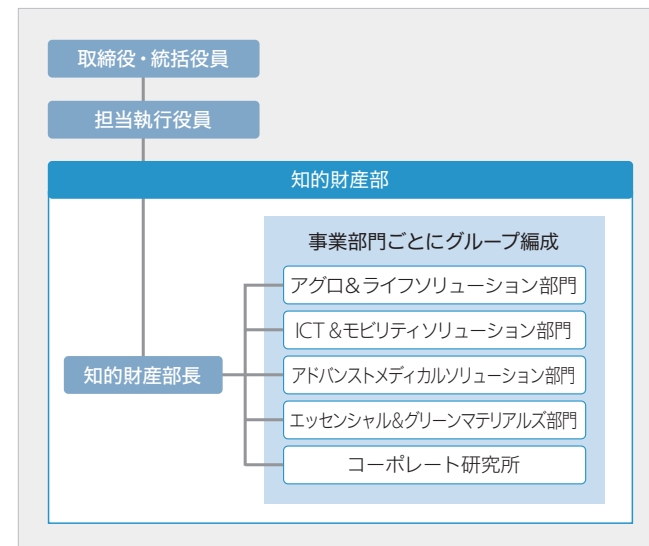 取締役・統括役員
担当執行役員
知的財産部
事業部門ごとにグループ編成
アグロ&ライフソリューション部門
ICT&モビリティソリューション部門
知的財産部長
アドバンストメディカルソリューション部門
エッセンシャル&グリーンマテリアルズ部門
コーポレート研究所